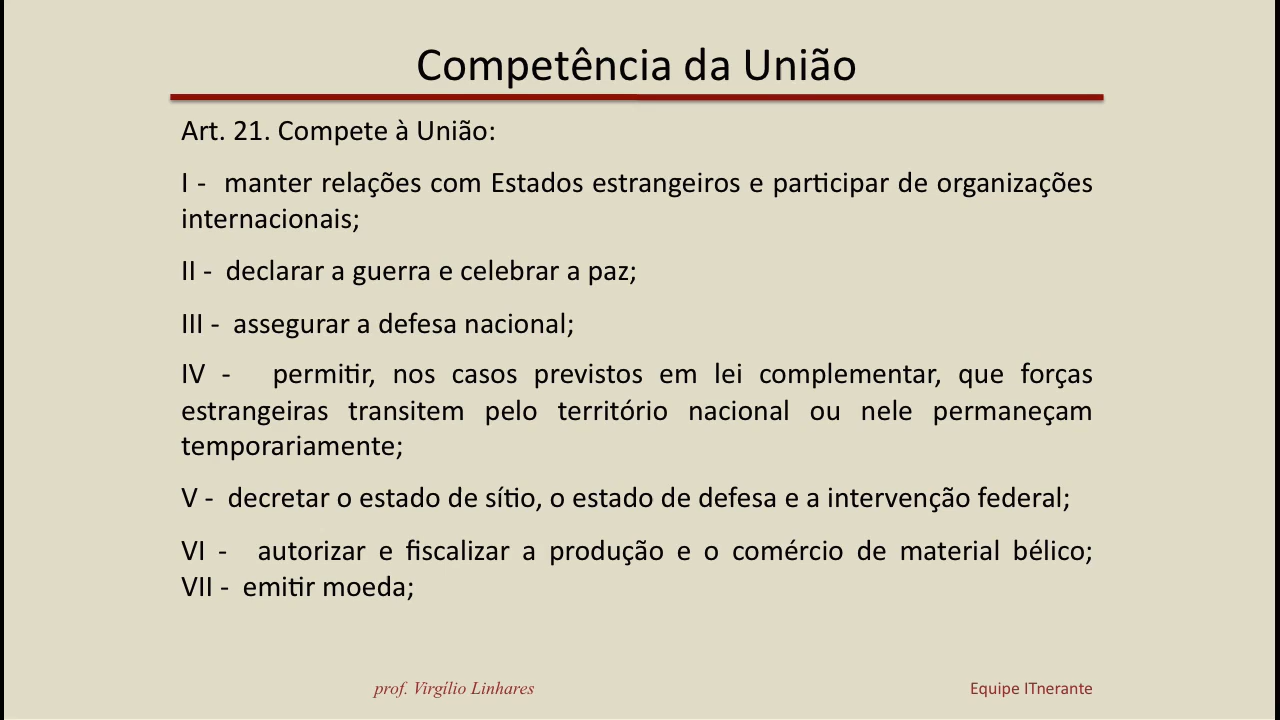 Competência da União
Art. 21. Compete à União:
I -  manter relações com Estados estrangeiros e participar de organizações
internacionais;
II -  declarar a guerra e celebrar a paz;
III -  assegurar a defesa nacional;
IV -  permitir, nos casos previstos em lei complementar, que forças
estrangeiras transitem pelo território nacional ou nele permaneçam
temporariamente;
V -  decretar o estado de sítio, o estado de defesa e a intervenção federal;
VI -  autorizar e fiscalizar a produção e o comércio de material bélico;
VII -  emitir moeda;
prof. Virgílio Linhares
Equipe ITnerante